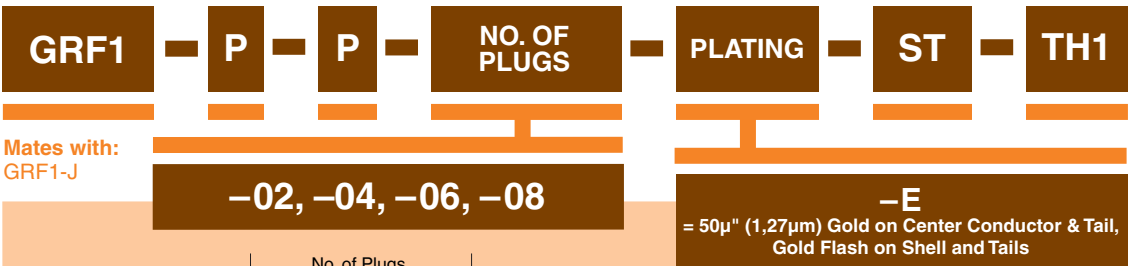 GRF1 – P – P – NO. OF PLUGS – PLATING – ST – TH1
Mates with:
GRF1-J
–02, –04, –06, –08
–E
= 50µ" (1,27µm) Gold on Center Conductor & Tail,
Gold Flash on Shell and Tails
No. of Plugs